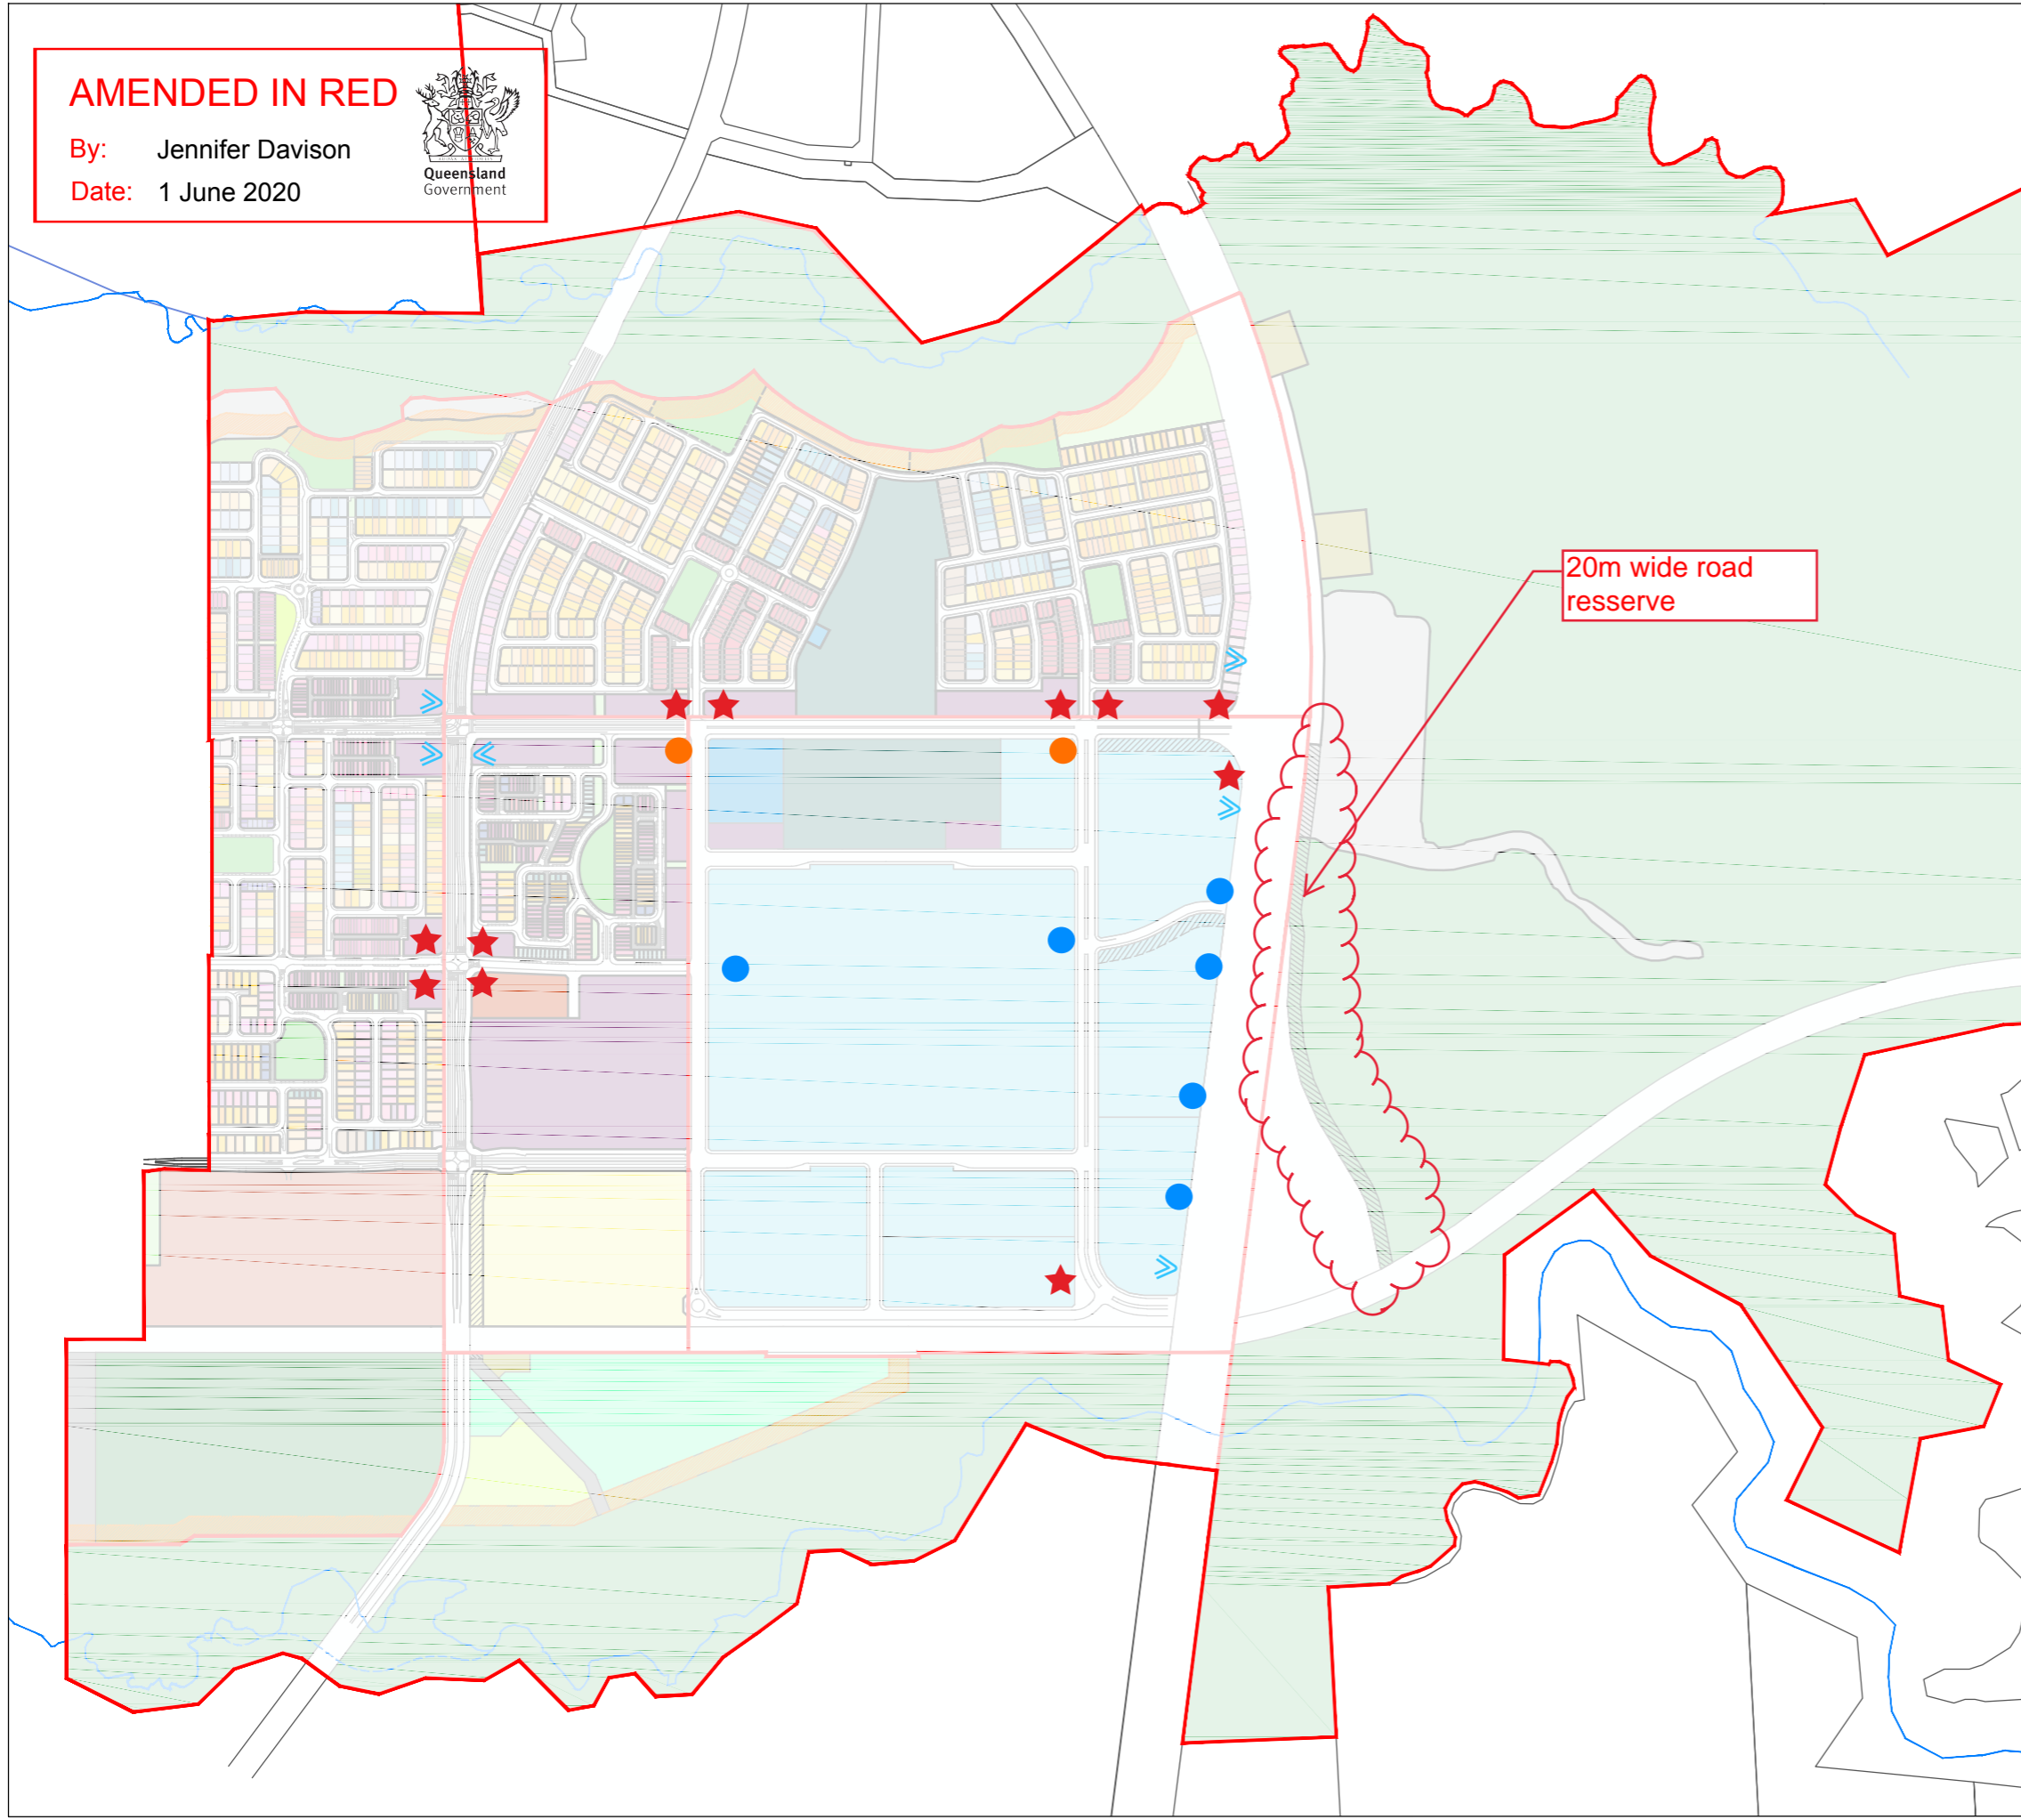 AMENDED IN RED
By: Jennifer Davison
Date: 1 June 2020
Queensland
Government
20m wide road
resserve